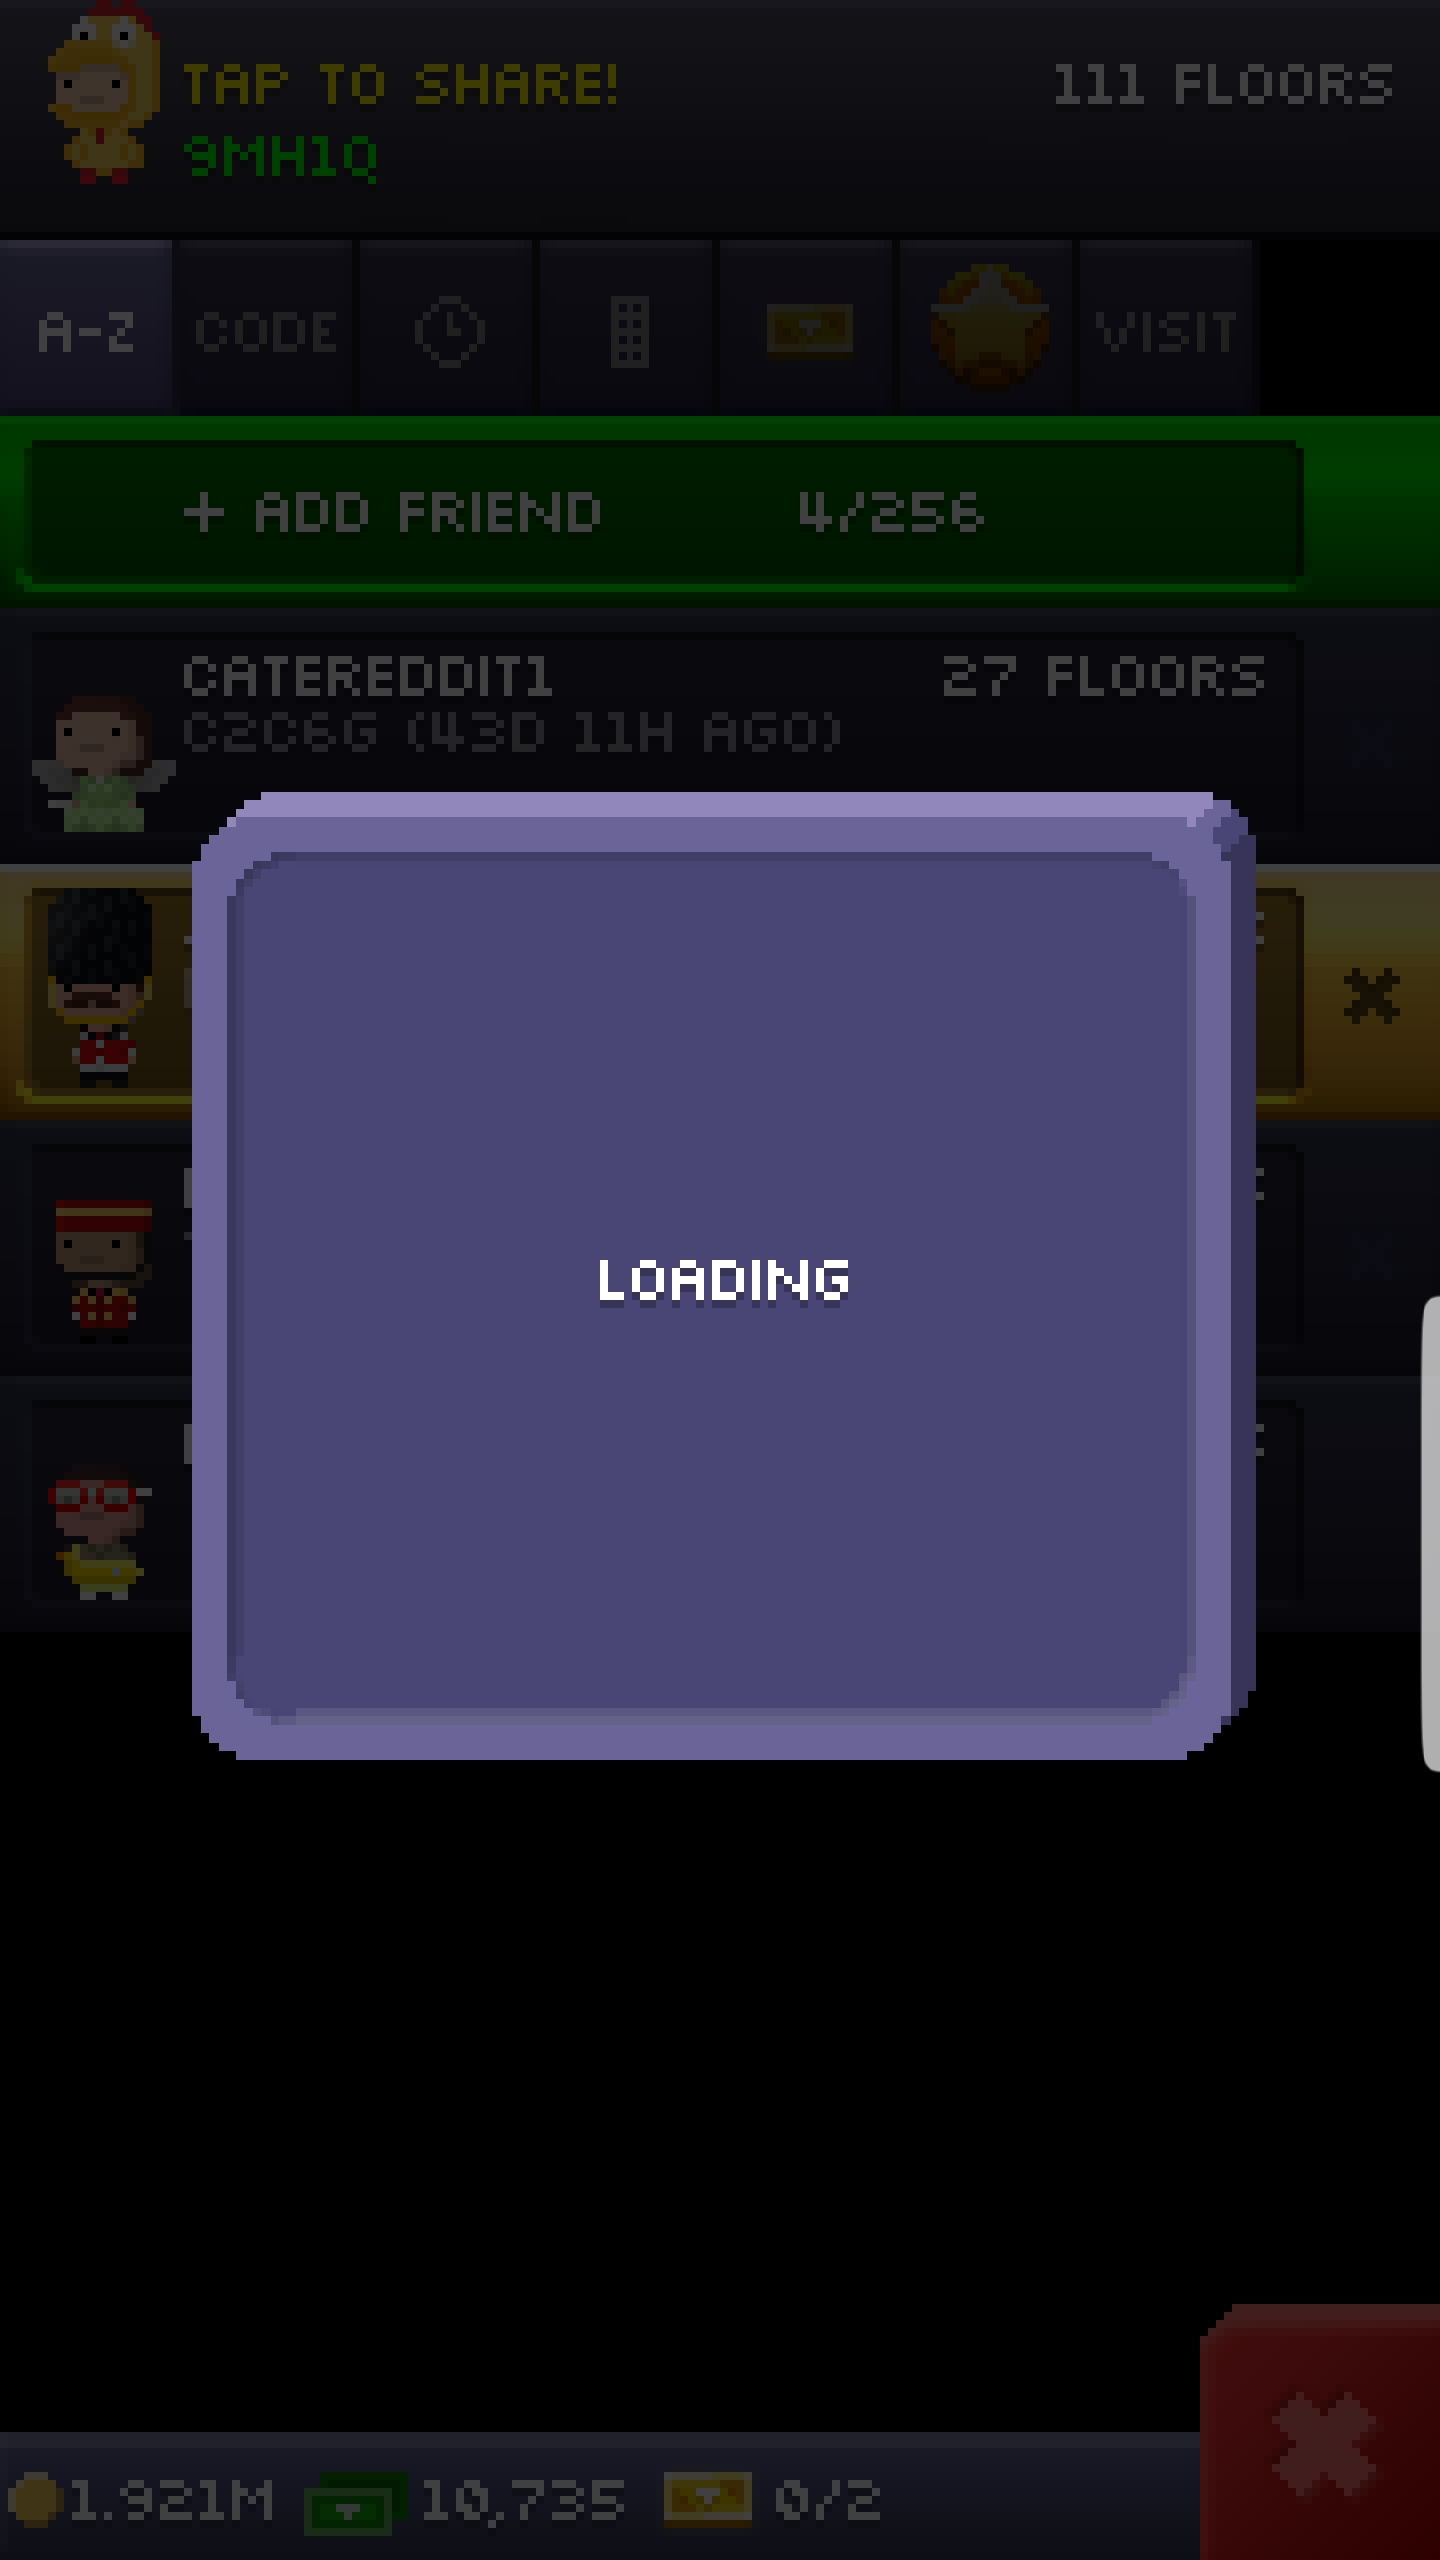 TAP TO SHARE!
111 FLOORS
9MH1Q
A-Z CODE VISIT
+ ADD FRIEND 4/256
CATEREDDIT1 27 FLOORS
C2C6G (43D 11H AGO)
LOADING
1.921M 10,735 0/2